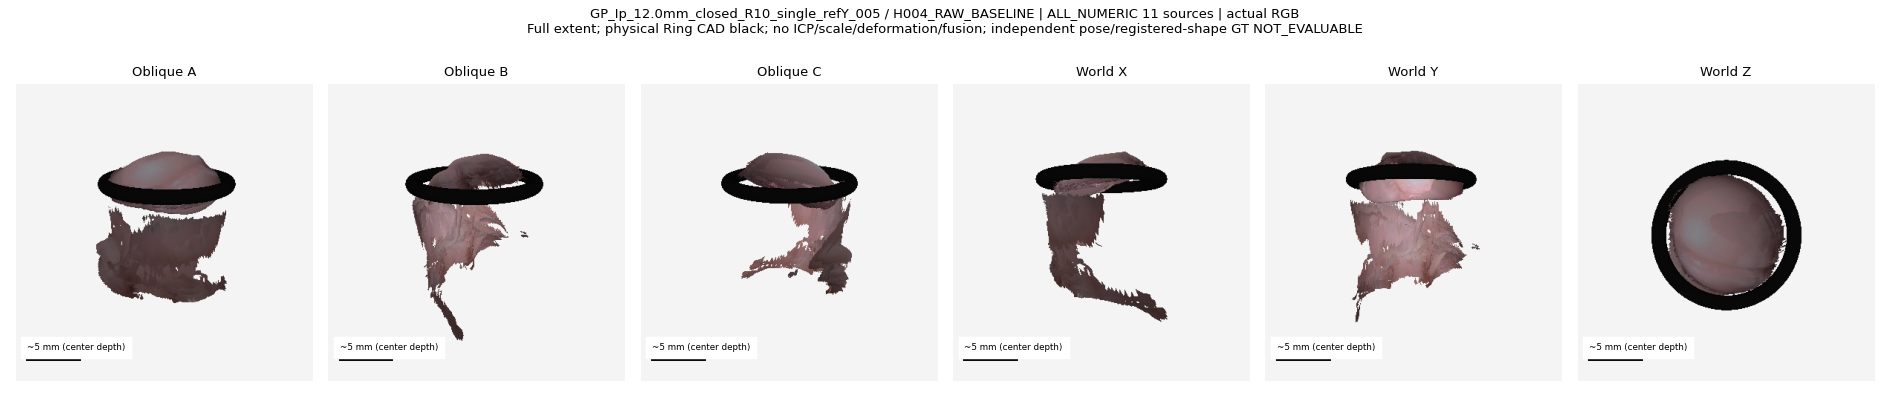 GP_Ip_12.0mm_closed_R10_single_refY_005 / H004_RAW_BASELINE | ALL_NUMERIC 11 sources | actual RGB
Full extent; physical Ring CAD black; no ICP/scale/deformation/fusion; independent pose/registered-shape GT NOT_EVALUABLE
Oblique A
Oblique B
Oblique C
World X
World Y
World Z
~5 mm (center depth)
~5 mm (center depth)
~5 mm (center depth)
~5 mm (center depth)
~5 mm (center depth)
~5 mm (center depth)